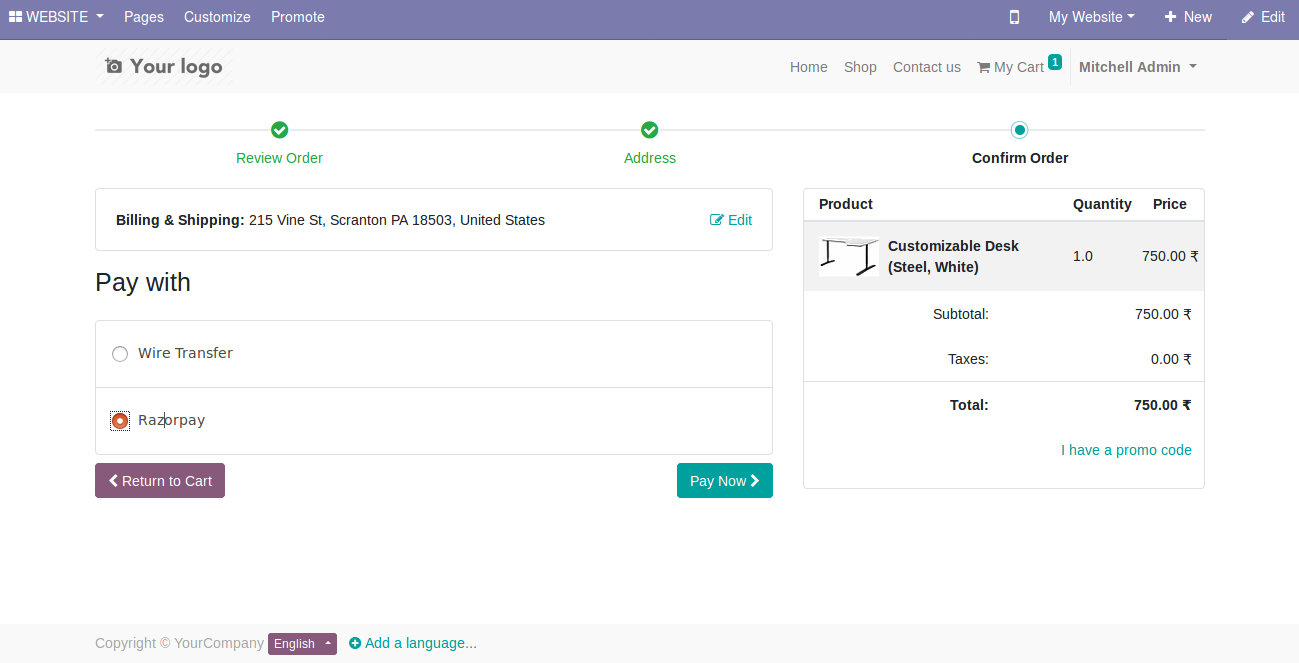 WEBSITE Pages Customize Promote My Website New Edit
Your logo Home Shop Contact us My Cart 1 Mitchell Admin
Review Order Address Confirm Order
Billing & Shipping: 215 Vine St, Scranton PA 18503, United States Edit
Pay with
Wire Transfer
Razorpay
Return to Cart Pay Now
Product Quantity Price
Customizable Desk
(Steel, White) 1.0 750.00 ₹
Subtotal: 750.00 ₹
Taxes: 0.00 ₹
Total: 750.00 ₹
I have a promo code
Copyright © YourCompany English Add a language...